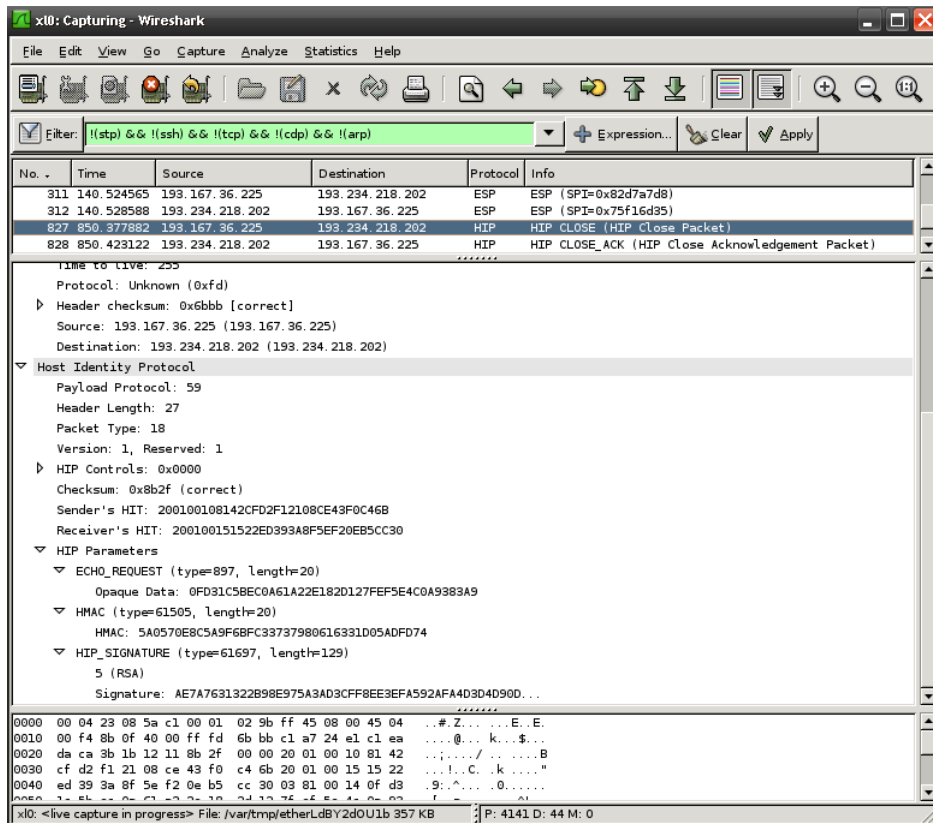 xl0: Capturing - Wireshark
File Edit View Go Capture Analyze Statistics Help
Filter: !(stp) && !(ssh) && !(tcp) && !(cdp) && !(arp) Expression... Clear Apply
No. Time Source Destination Protocol Info
311 140.524565 193.167.36.225 193.234.218.202 ESP ESP (SPI=0x82d7a7d8)
312 140.528588 193.234.218.202 193.167.36.225 ESP ESP (SPI=0x75f16d35)
827 850.377882 193.167.36.225 193.234.218.202 HIP HIP CLOSE (HIP Close Packet)
828 850.423122 193.234.218.202 193.167.36.225 HIP HIP CLOSE_ACK (HIP Close Acknowledgement Packet)
Time to live: 255
Protocol: Unknown (0xfd)
Header checksum: 0x6bbb [correct]
Source: 193.167.36.225 (193.167.36.225)
Destination: 193.234.218.202 (193.234.218.202)
Host Identity Protocol
Payload Protocol: 59
Header Length: 27
Packet Type: 18
Version: 1, Reserved: 1
HIP Controls: 0x0000
Checksum: 0x8b2f (correct)
Sender's HIT: 200100108142CFD2F12108CE43F0C46B
Receiver's HIT: 200100151522ED393A8F5EF20EB5CC30
HIP Parameters
ECHO_REQUEST (type=897, length=20)
Opaque Data: 0FD31C5BEC0A61A22E182D127FEF5E4C0A9383A9
HMAC (type=61505, length=20)
HMAC: 5A0570E8C5A9F6BFC33737980616331D05ADFD74
HIP_SIGNATURE (type=61697, length=129)
5 (RSA)
Signature: AE7A7631322B98E975A3AD3CFF8EE3EFA592AFA4D3D4D90D...
0000 00 04 23 08 5a c1 00 01 02 9b ff 45 08 00 45 04 ..#.Z... ...E..E.
0010 00 f4 8b 0f 40 00 ff fd 6b bb c1 a7 24 e1 c1 ea ....@... k...$...
0020 da ca 3b 1b 12 11 8b 2f 00 00 20 01 00 10 81 42 ..;..../ .. ....B
0030 cf d2 f1 21 08 ce 43 f0 c4 6b 20 01 00 15 15 22 ...!..C. .k ...."
0040 ed 39 3a 8f 5e f2 0e b5 cc 30 03 81 00 14 0f d3 .9:.^... .0......
xl0: <live capture in progress> File: /var/tmp/etherLdBY2dOU1b 357 KB P: 4141 D: 44 M: 0